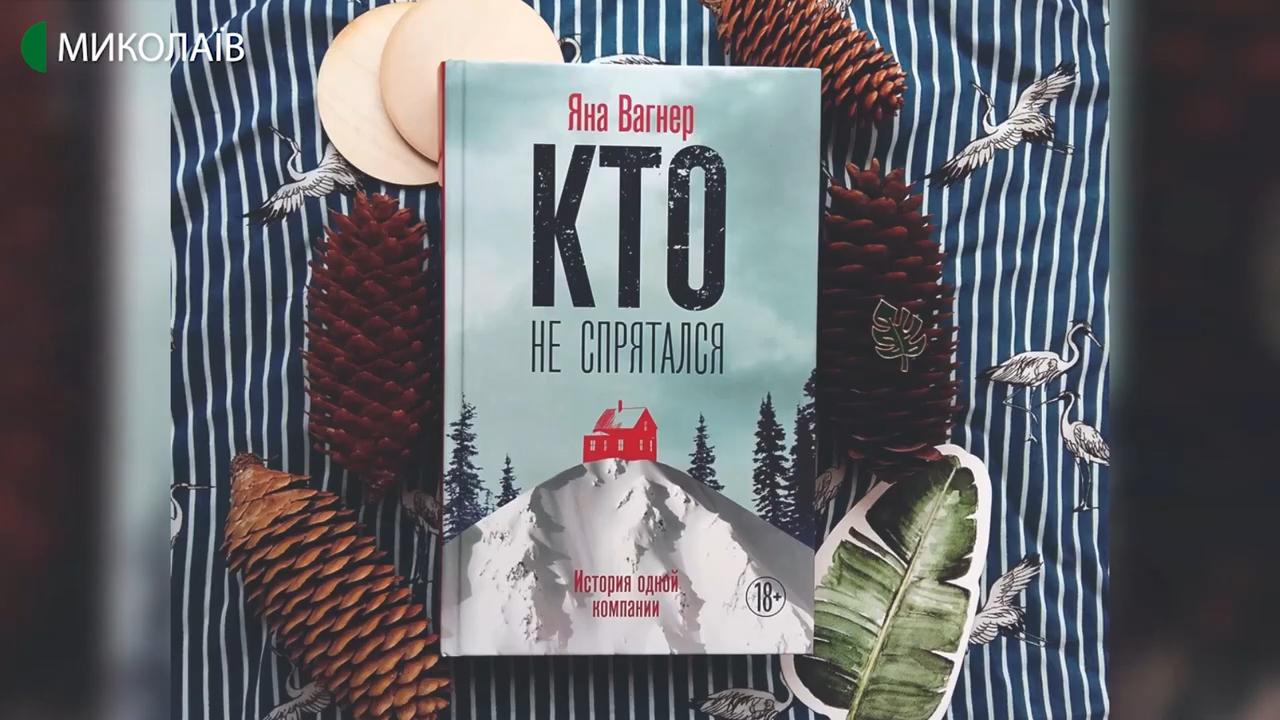 МИКОЛАЇВ
Яна Вагнер
КТО
НЕ СПРЯТАЛСЯ
История одной
компании
18+